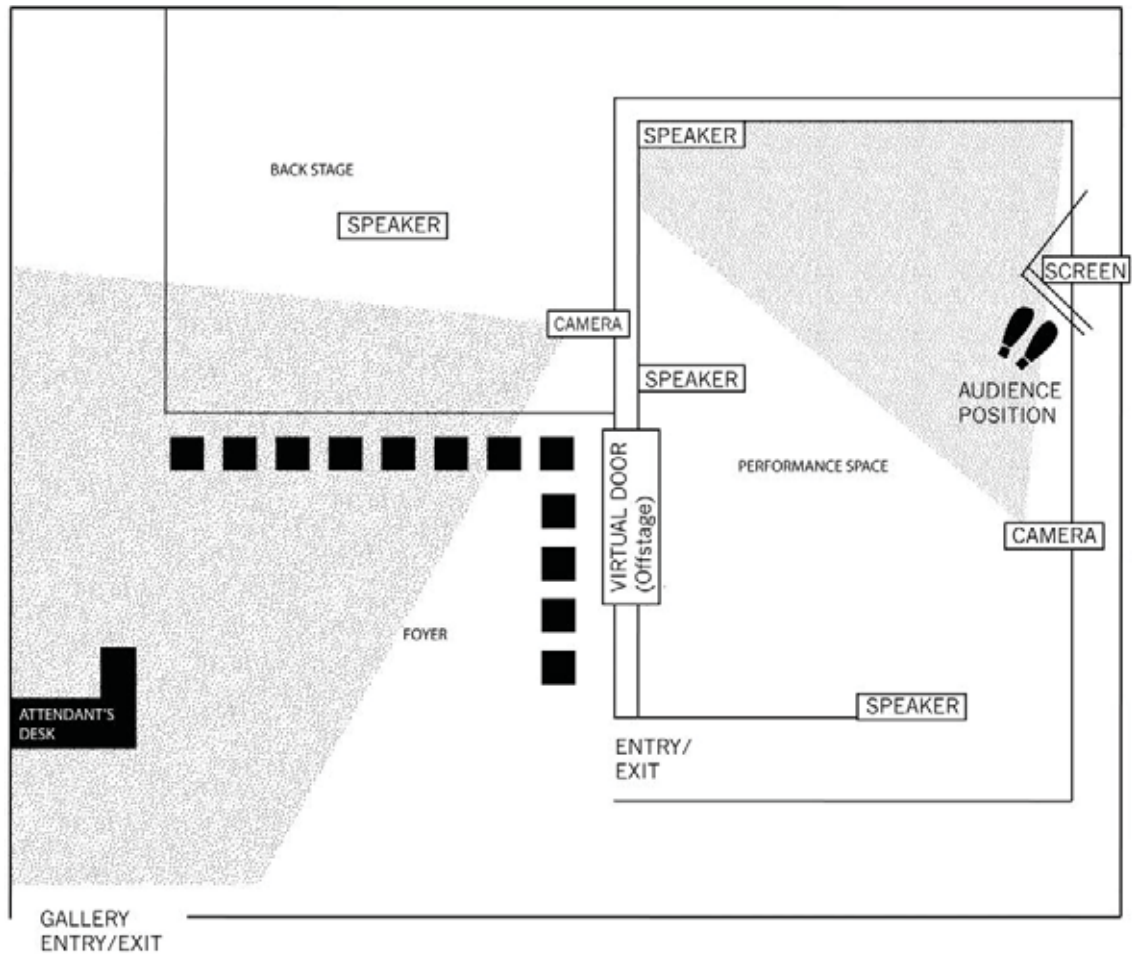 SPEAKER
BACK STAGE
SPEAKER
SCREEN
CAMERA
SPEAKER
AUDIENCE
POSITION
VIRTUAL DOOR
(Offstage)
PERFORMANCE SPACE
CAMERA
FOYER
ATTENDANT'S
DESK
SPEAKER
ENTRY/
EXIT
GALLERY
ENTRY/EXIT